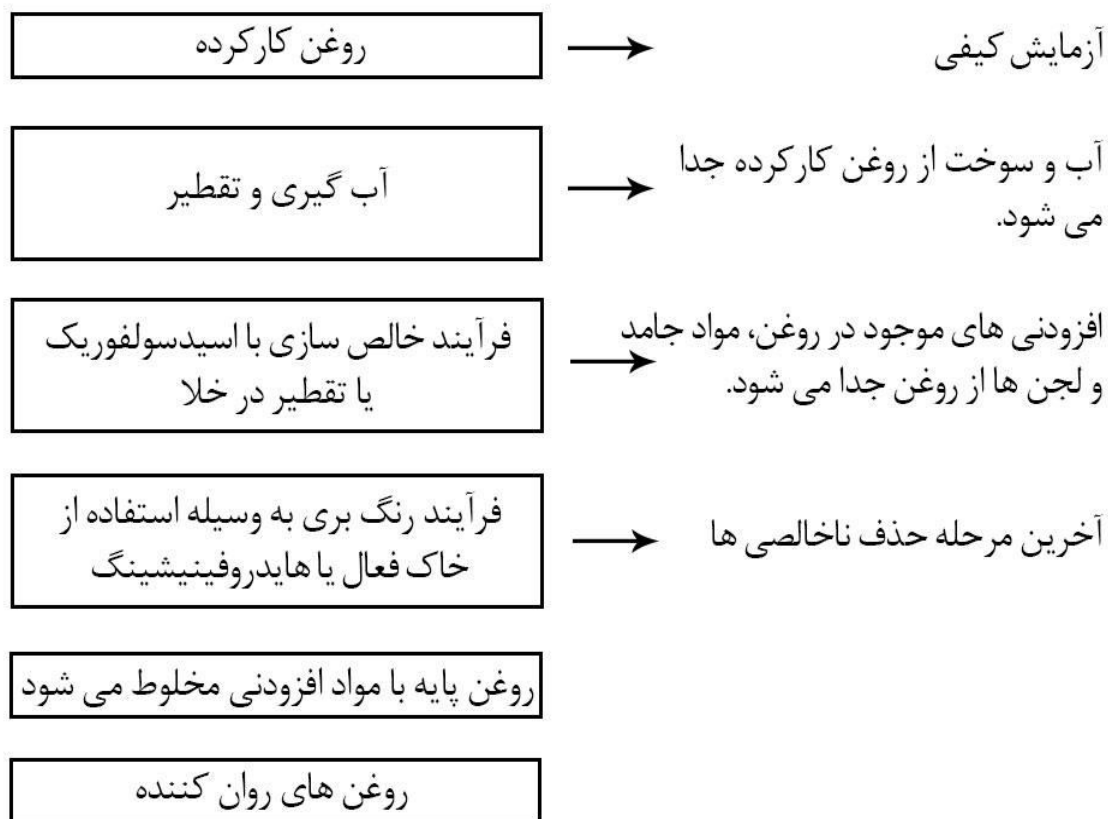 روغن کارکرده
آزمایش کیفی
آب گیری و تقطیر
آب و سوخت از روغن کارکرده جدا
می شود.
فرآیند خالص سازی با اسیدسولفوریک
یا تقطیر در خلا
افزودنی های موجود در روغن، مواد جامد
و لجن ها از روغن جدا می شود.
فرآیند رنگ بری به وسیله استفاده از
خاک فعال یا هایدروفینیشینگ
آخرین مرحله حذف ناخالصی ها
روغن پایه با مواد افزودنی مخلوط می شود
روغن های روان کننده